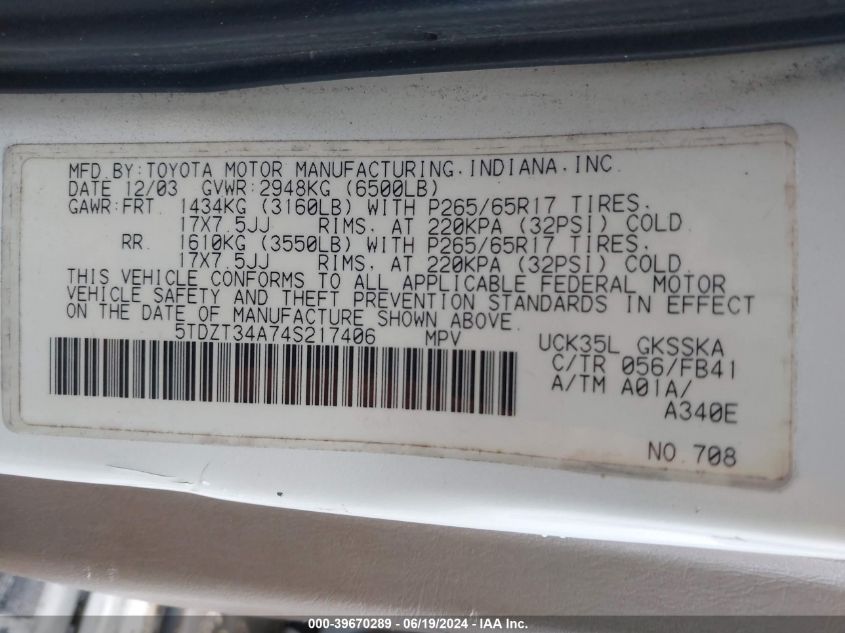 MFD.BY:TOYOTA MOTOR MANUFACTURING.INDIANA.INC.
DATE 12/03 GVWR:2948KG (6500LB)
GAWR:FRT. 1434KG (3160LB) WITH P265/65R17 TIRES.
17X7.5JJ RIMS. AT 220KPA (32PSI) COLD.
RR. 1610KG (3550LB) WITH P265/65R17 TIRES.
17X7.5JJ RIMS. AT 220KPA (32PSI) COLD
THIS VEHICLE CONFORMS TO ALL APPLICABLE FEDERAL MOTOR
VEHICLE SAFETY AND THEFT PREVENTION STANDARDS IN EFFECT
ON THE DATE OF MANUFACTURE SHOWN ABOVE.
5TDZT34A74S217406 MPV
UCK35L GKSSKA
C/TR 056/FB41
A/TM A01A/
A340E
NO.708
000-39670289 - 06/19/2024 - IAA Inc.